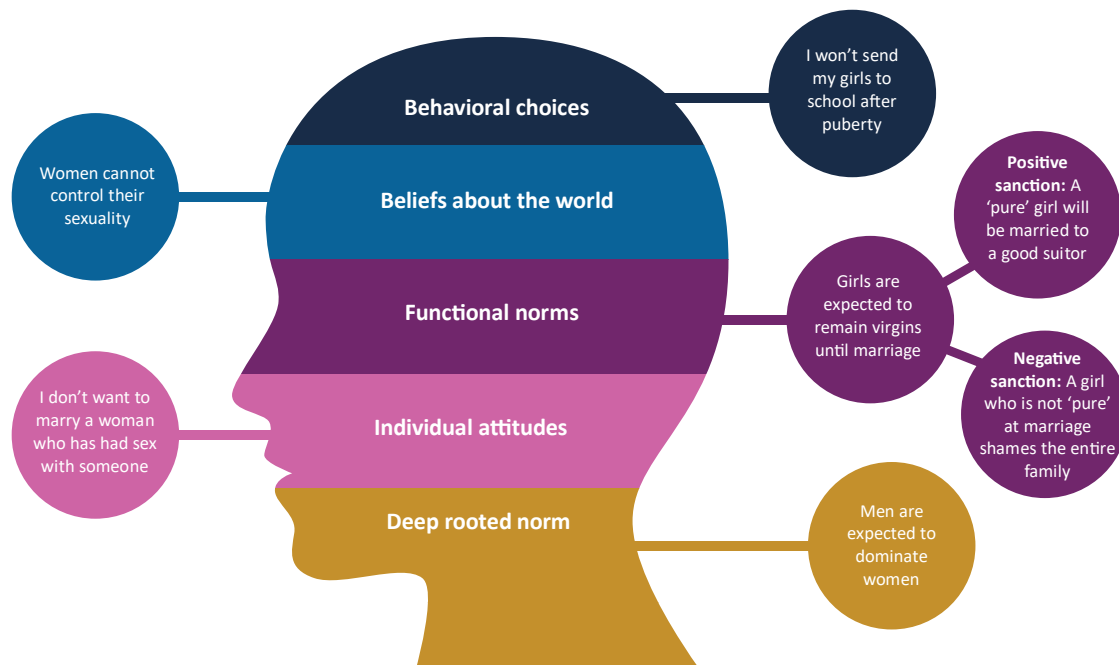 Behavioral choices
I won’t send
my girls to
school after
puberty
Beliefs about the world
Women cannot
control their
sexuality
Functional norms
Girls are
expected to
remain virgins
until marriage
Positive
sanction: A
‘pure’ girl will
be married to
a good suitor
Negative
sanction: A girl
who is not ‘pure’
at marriage
shames the entire
family
Individual attitudes
I don’t want to
marry a woman
who has had sex
with someone
Deep rooted norm
Men are
expected to
dominate
women